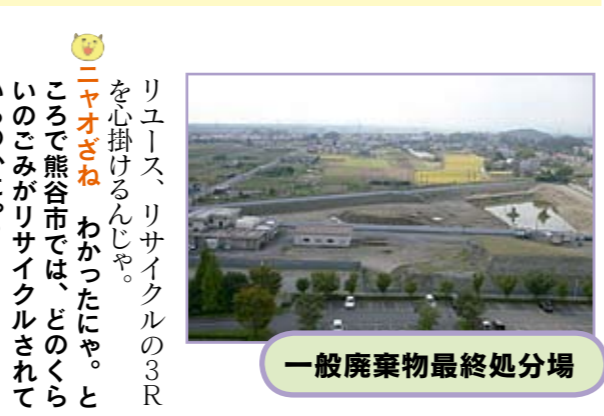 リユース、リサイクルの3R
を心掛けるんじゃ。
ニャオざね わかったにゃ。と
ころで熊谷市では、どのくら
いのごみがリサイクルされて
一般廃棄物最終処分場